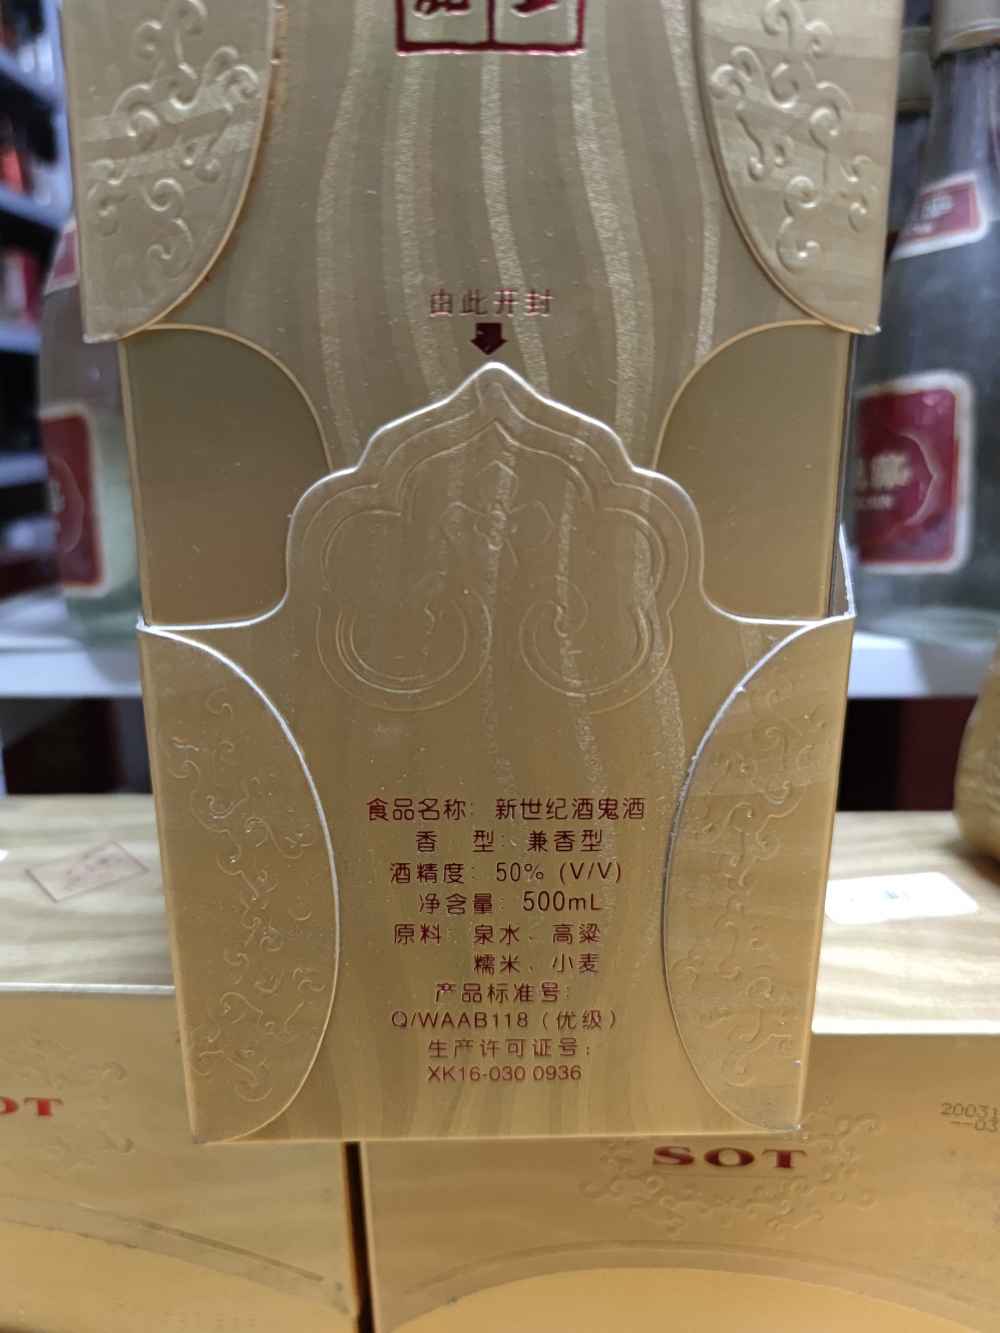 由此开封
食品名称：新世纪酒鬼酒
香　型：兼香型
酒精度：50%（V/V）
净含量：500mL
原料：泉水、高粱
糯米、小麦
产品标准号：
Q/WAAB118（优级）
生产许可证号：
XK16-030 0936
OT
SOT
20031